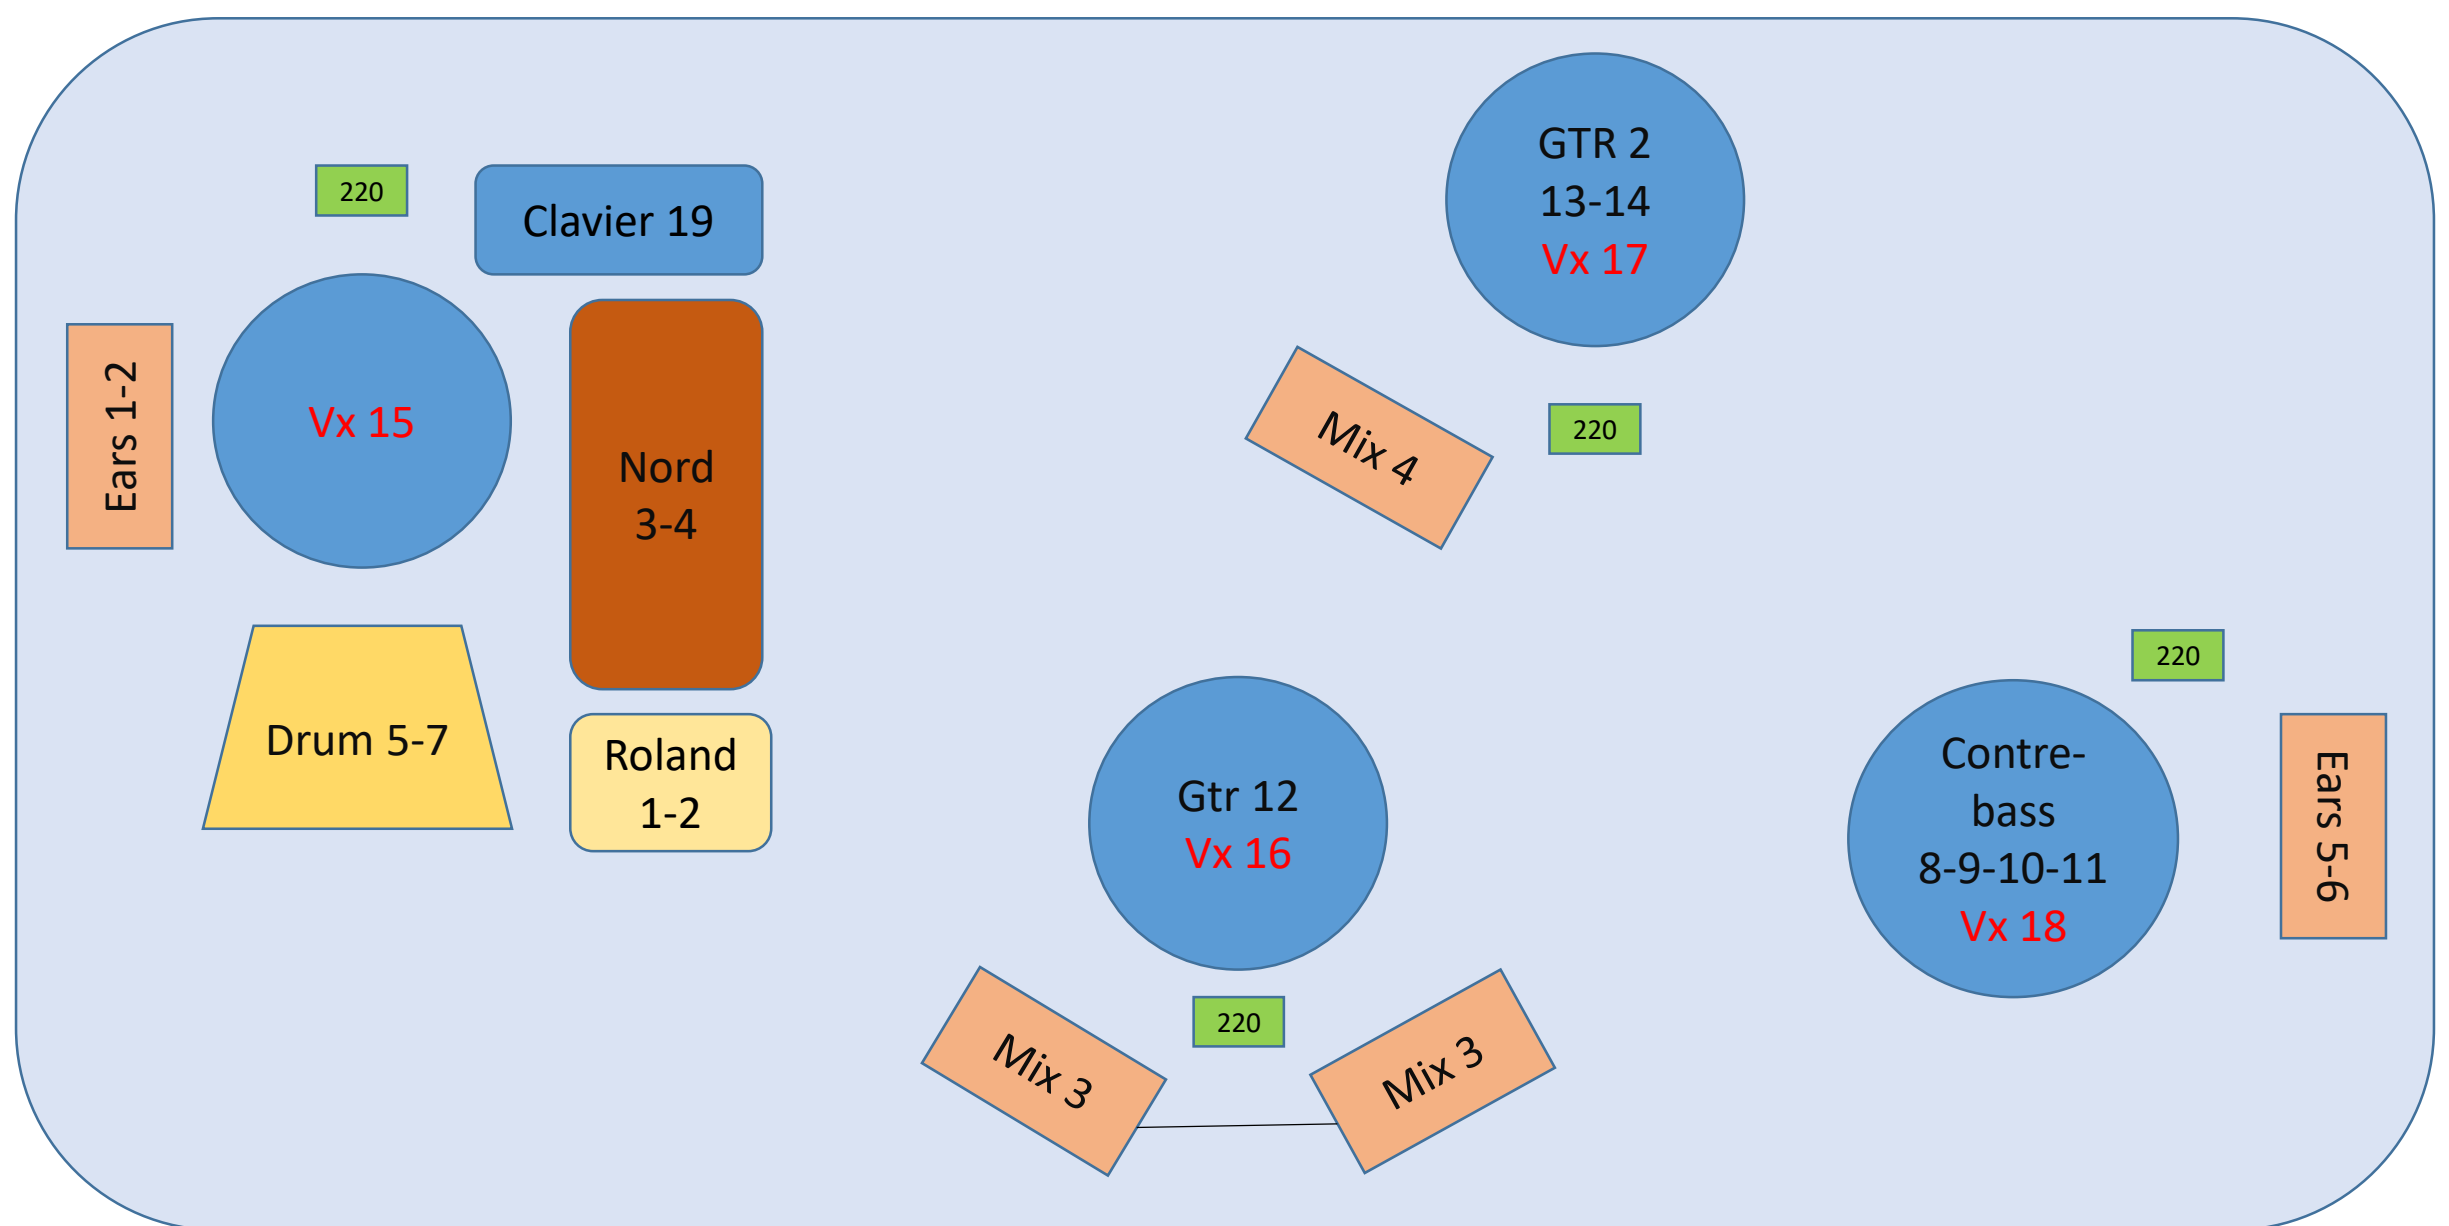 GTR 2
13-14
Vx 17
220
Clavier 19
Ears 1-2
Vx 15
Nord
3-4
Mix 4
220
Drum 5-7
Roland
1-2
Gtr 12
Vx 16
220
Contre-
bass
8-9-10-11
Vx 18
Ears 5-6
220
Mix 3
Mix 3